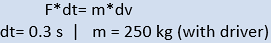 F*dt= m*dv
dt= 0.3 s | m = 250 kg (with driver)